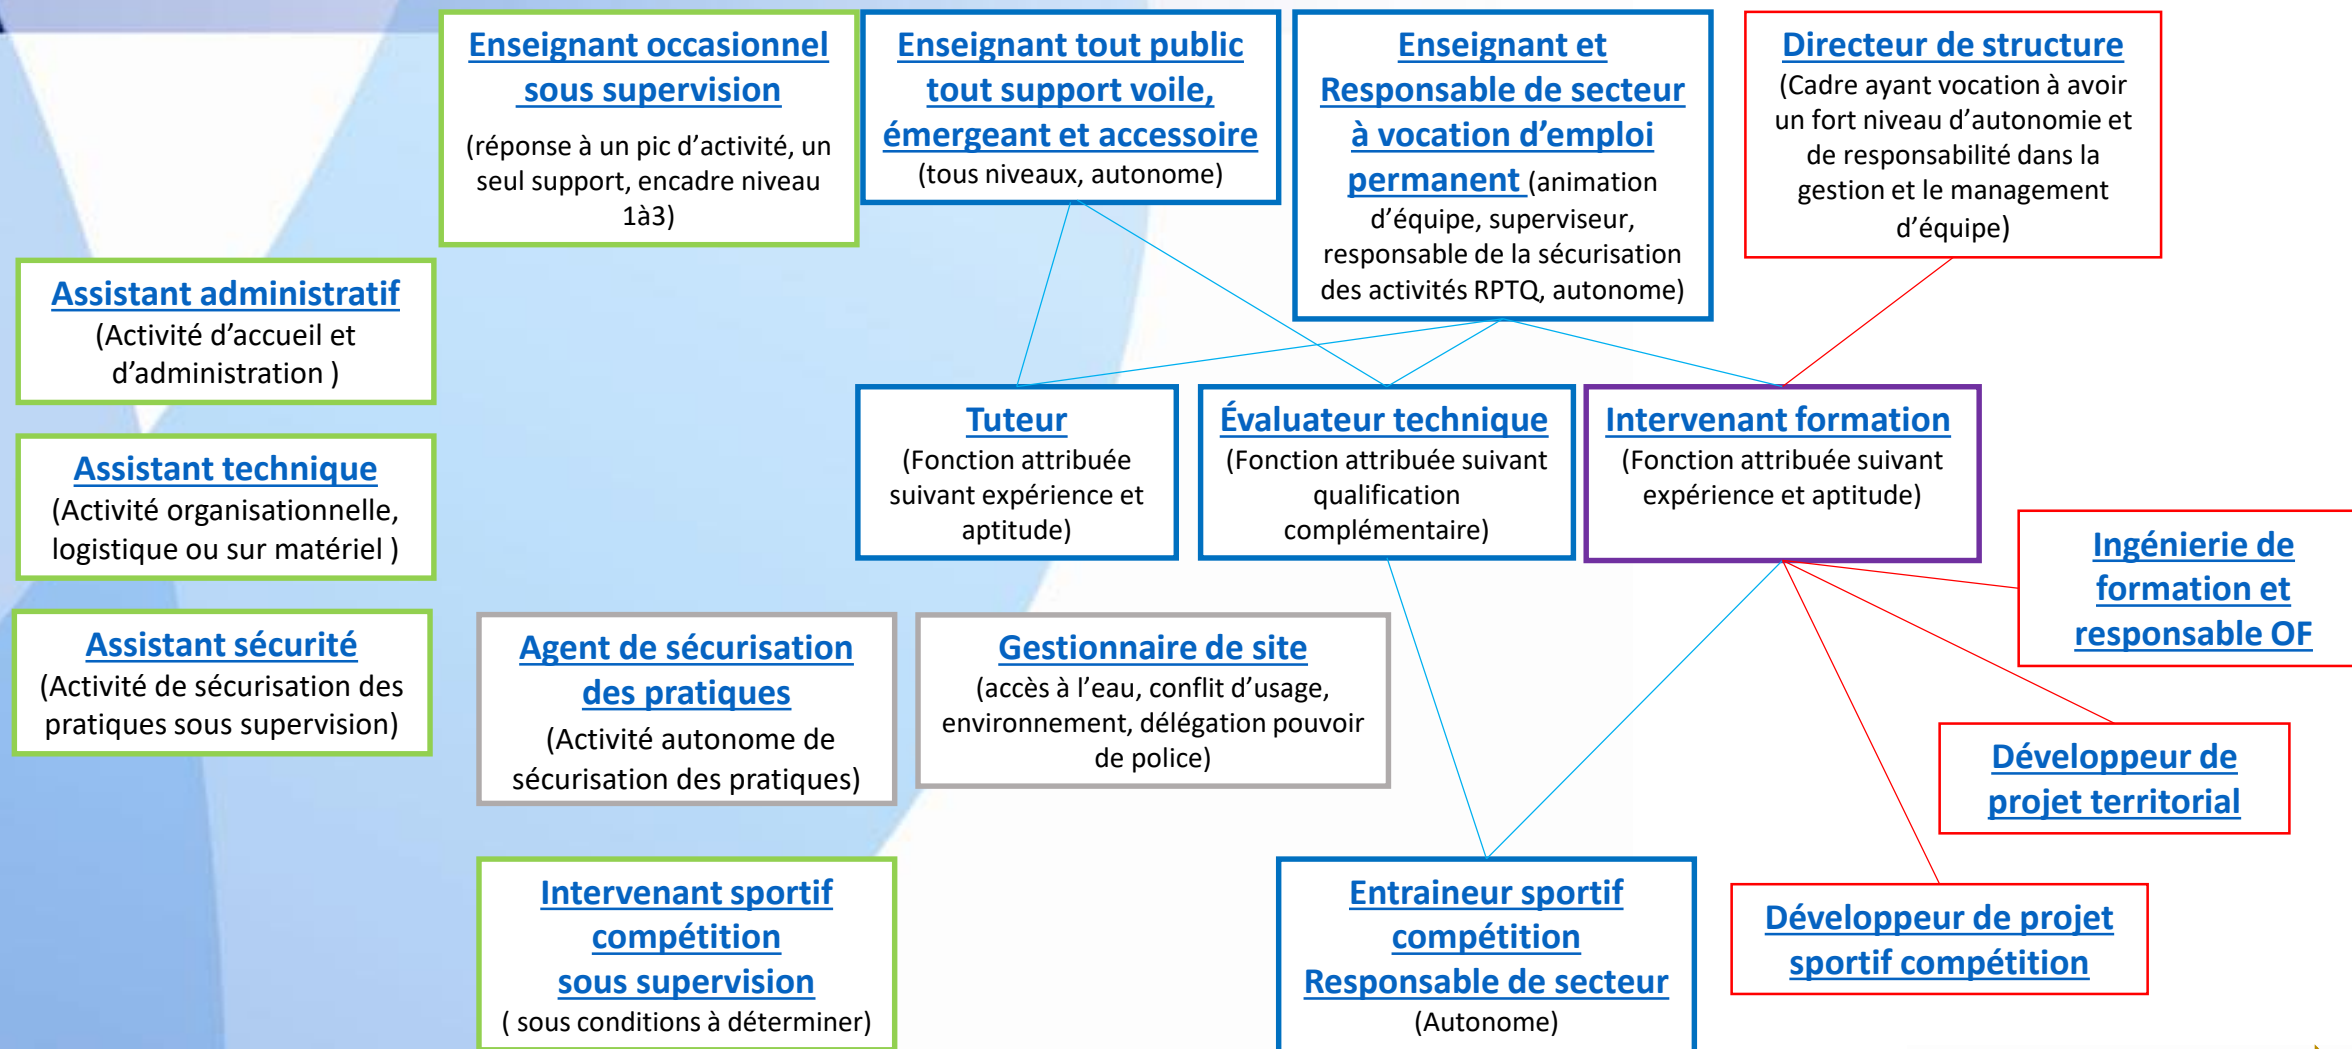 Enseignant occasionnel
sous supervision
(réponse à un pic d’activité, un
seul support, encadre niveau
1à3)
Enseignant tout public
tout support voile,
émergeant et accessoire
(tous niveaux, autonome)
Enseignant et
Responsable de secteur
à vocation d’emploi
permanent (animation
d’équipe, superviseur,
responsable de la sécurisation
des activités RPTQ, autonome)
Directeur de structure
(Cadre ayant vocation à avoir
un fort niveau d’autonomie et
de responsabilité dans la
gestion et le management
d’équipe)
Assistant administratif
(Activité d’accueil et
d’administration )
Assistant technique
(Activité organisationnelle,
logistique ou sur matériel )
Assistant sécurité
(Activité de sécurisation des
pratiques sous supervision)
Tuteur
(Fonction attribuée
suivant expérience et
aptitude)
Évaluateur technique
(Fonction attribuée suivant
qualification
complémentaire)
Intervenant formation
(Fonction attribuée suivant
expérience et aptitude)
Ingénierie de
formation et
responsable OF
Agent de sécurisation
des pratiques
(Activité autonome de
sécurisation des pratiques)
Gestionnaire de site
(accès à l’eau, conflit d’usage,
environnement, délégation pouvoir
de police)
Développeur de
projet territorial
Intervenant sportif
compétition
sous supervision
( sous conditions à déterminer)
Entraineur sportif
compétition
Responsable de secteur
(Autonome)
Développeur de projet
sportif compétition